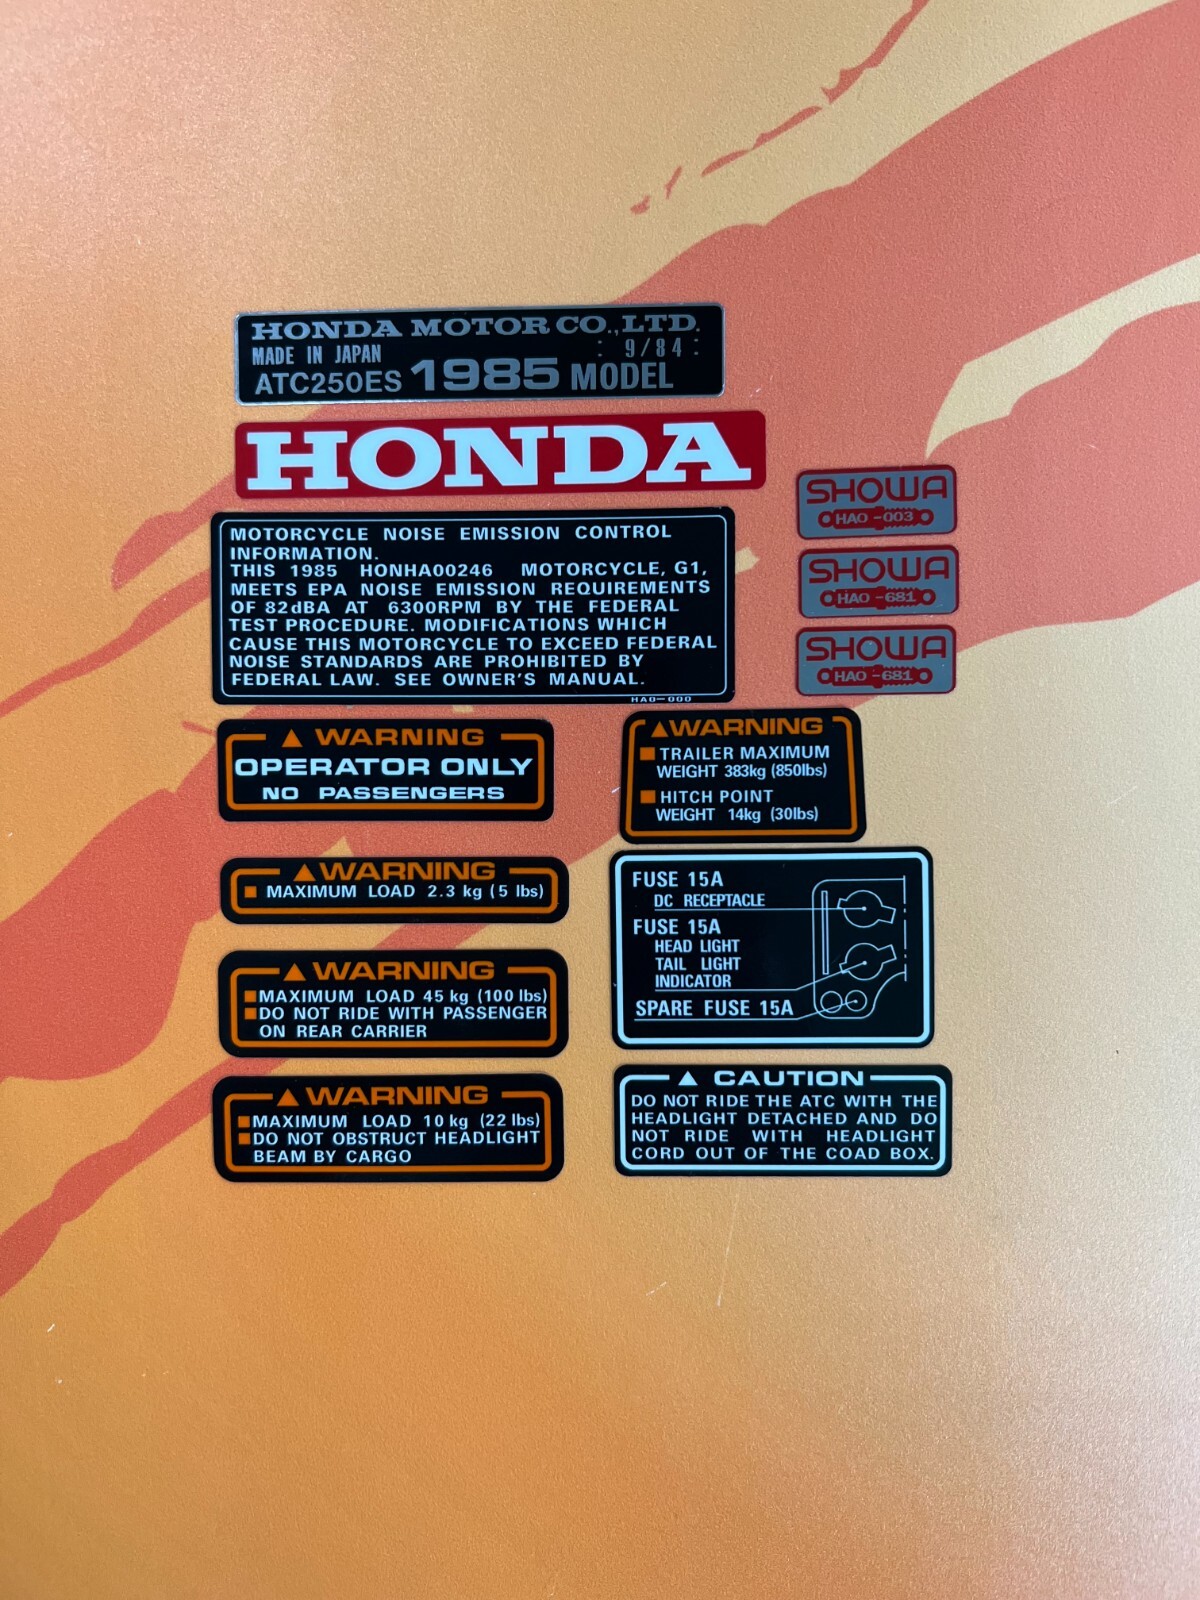 HONDA MOTOR CO.,LTD.
MADE IN JAPAN : 9/84 :
ATC250ES 1985 MODEL
HONDA
MOTORCYCLE NOISE EMISSION CONTROL
INFORMATION.
THIS 1985 HONHA00246 MOTORCYCLE, G1,
MEETS EPA NOISE EMISSION REQUIREMENTS
OF 82dBA AT 6300RPM BY THE FEDERAL
TEST PROCEDURE. MODIFICATIONS WHICH
CAUSE THIS MOTORCYCLE TO EXCEED FEDERAL
NOISE STANDARDS ARE PROHIBITED BY
FEDERAL LAW. SEE OWNER'S MANUAL.
HA0-000
SHOWA
HAO-003
SHOWA
HAO-681
SHOWA
HAO-681
▲ WARNING
OPERATOR ONLY
NO PASSENGERS
▲WARNING
■ TRAILER MAXIMUM
WEIGHT 383kg (850lbs)
■ HITCH POINT
WEIGHT 14kg (30lbs)
▲WARNING
■ MAXIMUM LOAD 2.3 kg (5 lbs)
▲ WARNING
■MAXIMUM LOAD 45 kg (100 lbs)
■DO NOT RIDE WITH PASSENGER
ON REAR CARRIER
▲WARNING
■MAXIMUM LOAD 10 kg (22 lbs)
■DO NOT OBSTRUCT HEADLIGHT
BEAM BY CARGO
FUSE 15A
DC RECEPTACLE
FUSE 15A
HEAD LIGHT
TAIL LIGHT
INDICATOR
SPARE FUSE 15A
▲ CAUTION
DO NOT RIDE THE ATC WITH THE
HEADLIGHT DETACHED AND DO
NOT RIDE WITH HEADLIGHT
CORD OUT OF THE COAD BOX.